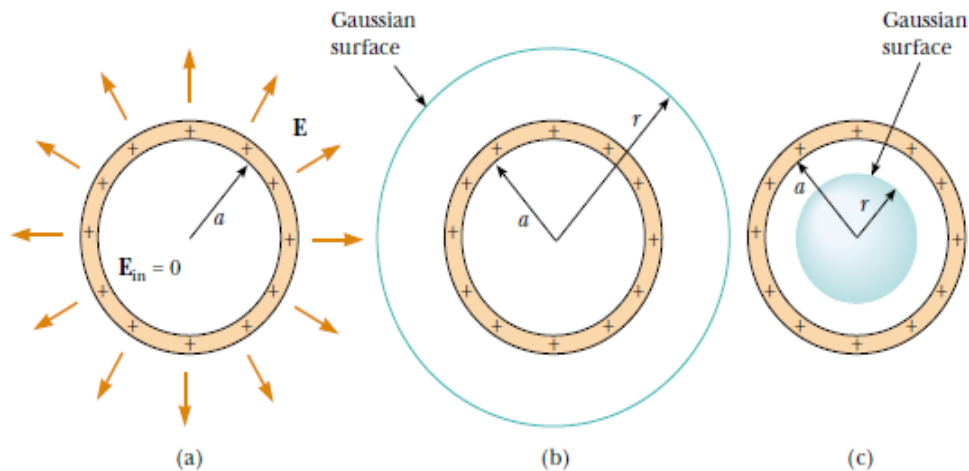 E
a
E_in = 0
+ + + + + + + + + + + +
(a)
Gaussian
surface
r
a
+ + + + + + + + + + + +
(b)
Gaussian
surface
a
r
+ + + + + + + + + + + +
(c)